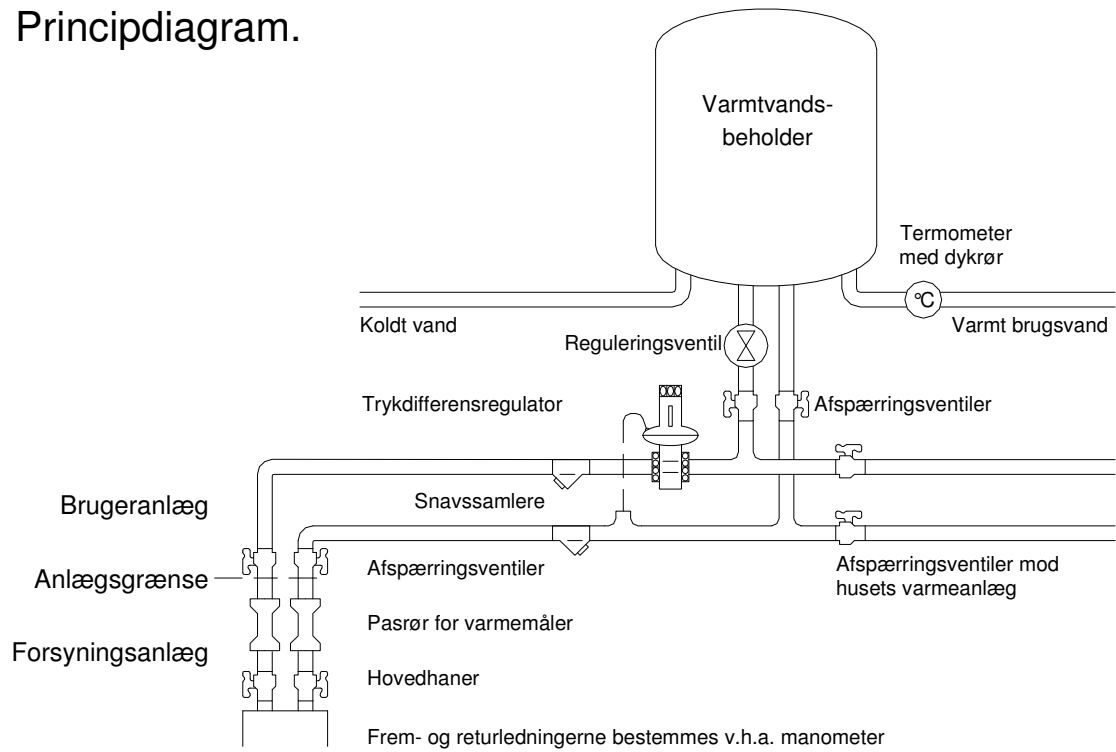 Principdiagram.
Varmtvands-
beholder
Termometer
med dykrør
°C
Koldt vand
Varmt brugsvand
Reguleringsventil
Trykdifferensregulator
Afspærringsventiler
Snavssamlere
Brugeranlæg
Afspærringsventiler
Afspærringsventiler mod
husets varmeanlæg
Anlægsgrænse
Pasrør for varmemåler
Forsyningsanlæg
Hovedhaner
Frem- og returledningerne bestemmes v.h.a. manometer